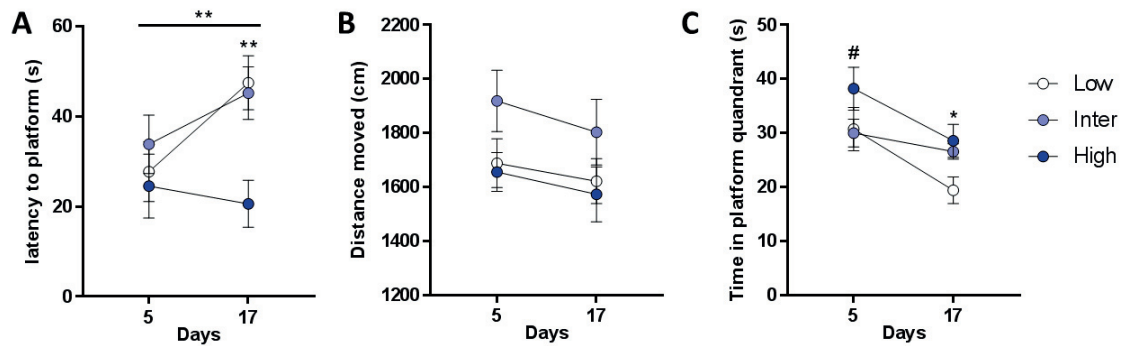 A
latency to platform (s)
60
40
20
0
**
**
5
17
Days
B
Distance moved (cm)
2200
2000
1800
1600
1400
1200
5
17
Days
C
Time in platform quandrant (s)
50
40
30
20
10
0
#
*
5
17
Days
Low
Inter
High